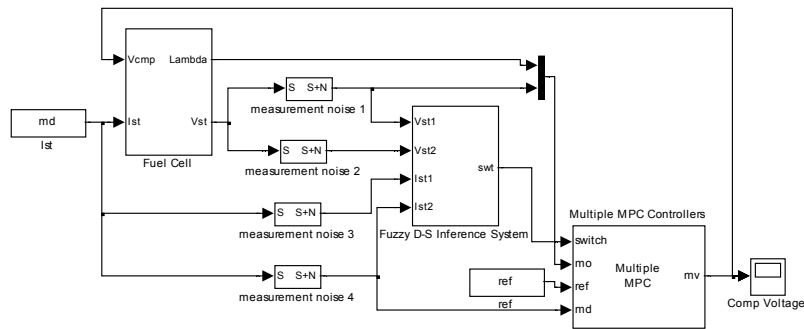 Vcmp
Lambda
Ist
Vst
Fuel Cell
md
Ist
S S+N
measurement noise 1
S S+N
measurement noise 2
S S+N
measurement noise 3
S S+N
measurement noise 4
Vst1
Vst2
Ist1
Ist2
swt
Fuzzy D-S Inference System
Multiple MPC Controllers
switch
mo
ref
md
Multiple
MPC
mv
ref
ref
Comp Voltage